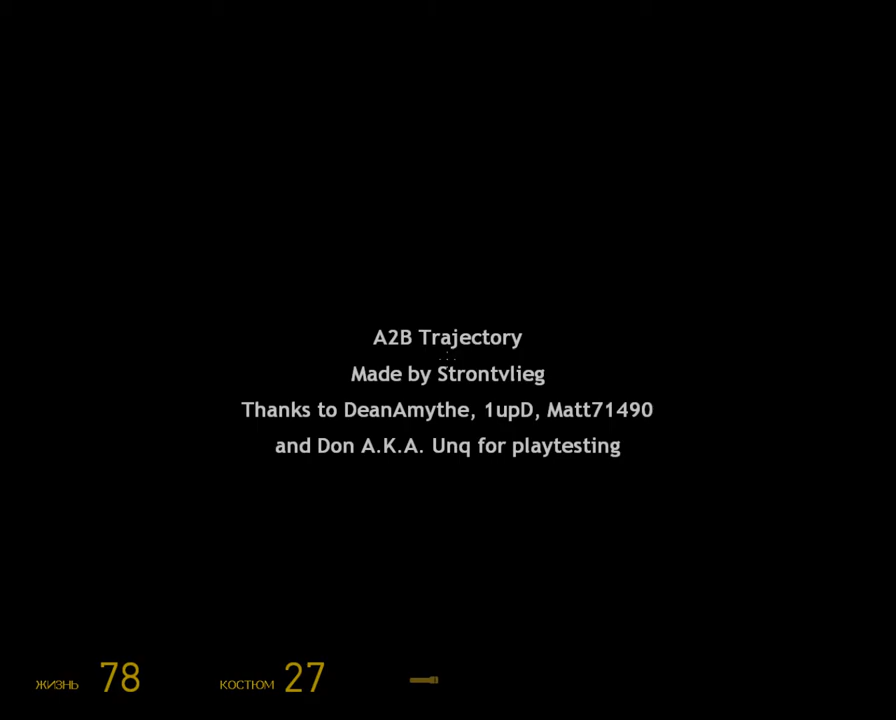 A2B Trajectory
Made by Strontvlieg
Thanks to DeanAmythe, 1upD, Matt71490
and Don A.K.A. Unq for playtesting
ЖИЗНЬ 78 КОСТЮМ 27